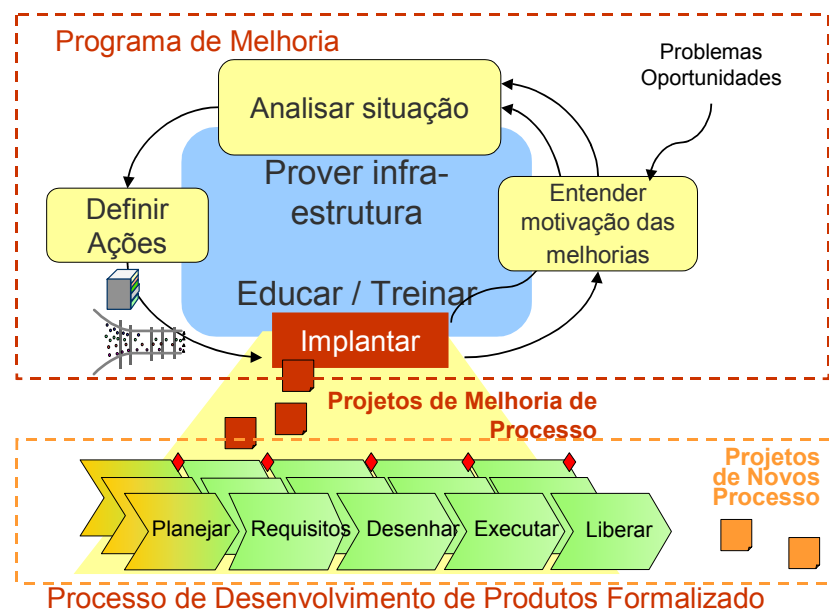 Programa de Melhoria
Problemas
Oportunidades
Analisar situação
Prover infra-
estrutura
Entender
motivação das
melhorias
Definir
Ações
Educar / Treinar
Implantar
Projetos de Melhoria de
Processo
Projetos
de Novos
Processo
Planejar
Requisitos
Desenhar
Executar
Liberar
Processo de Desenvolvimento de Produtos Formalizado